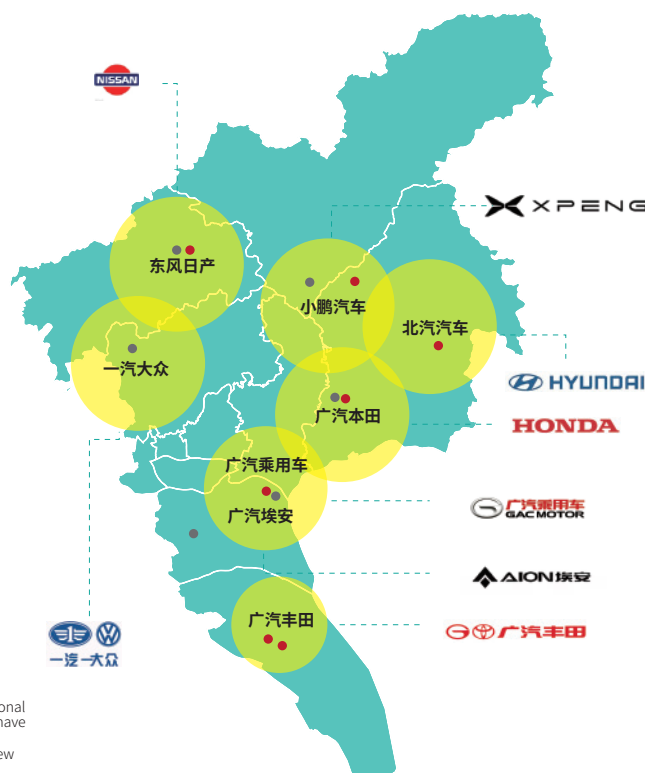 NISSAN
XPENG
东风日产
小鹏汽车
北汽汽车
一汽大众
HYUNDAI
广汽本田
HONDA
广汽乘用车
广汽乘用车
GAC MOTOR
广汽埃安
AION埃安
广汽丰田
广汽丰田
一汽-大众
onal
have
ew